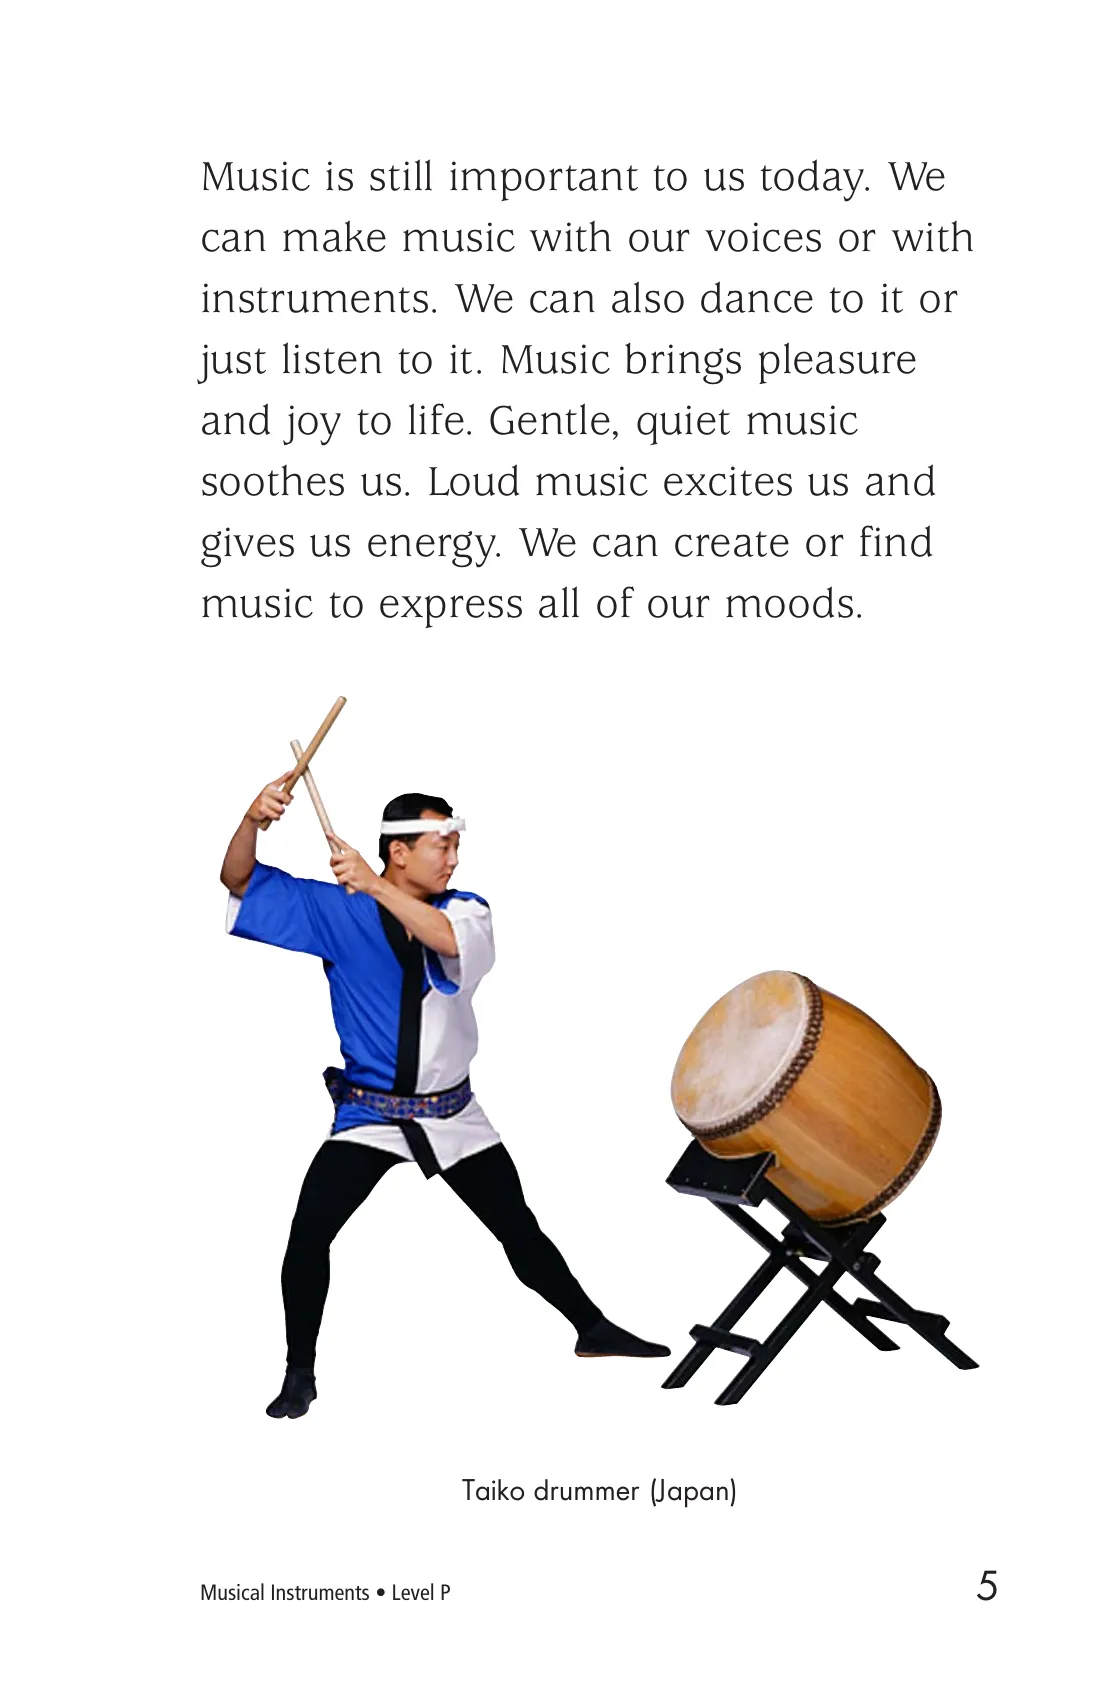 Music is still important to us today. We
can make music with our voices or with
instruments. We can also dance to it or
just listen to it. Music brings pleasure
and joy to life. Gentle, quiet music
soothes us. Loud music excites us and
gives us energy. We can create or find
music to express all of our moods.
Taiko drummer (Japan)
Musical Instruments • Level P
5